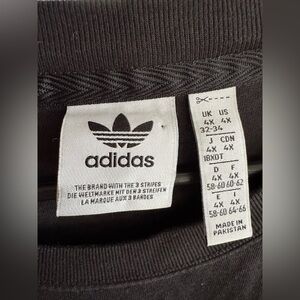 adidas
THE BRAND WITH THE 3 STRIPES
DIE WELTMARKE MIT DEN 3 STREIFEN
LA MARQUE AUX 3 BANDES
UK US
4X 4X
32-34
J CDN
4X 4X
18XOT
D F
4X 4X
58-60 60-62
E I
4X 4X
58-60 64-66
MADE IN
PAKISTAN